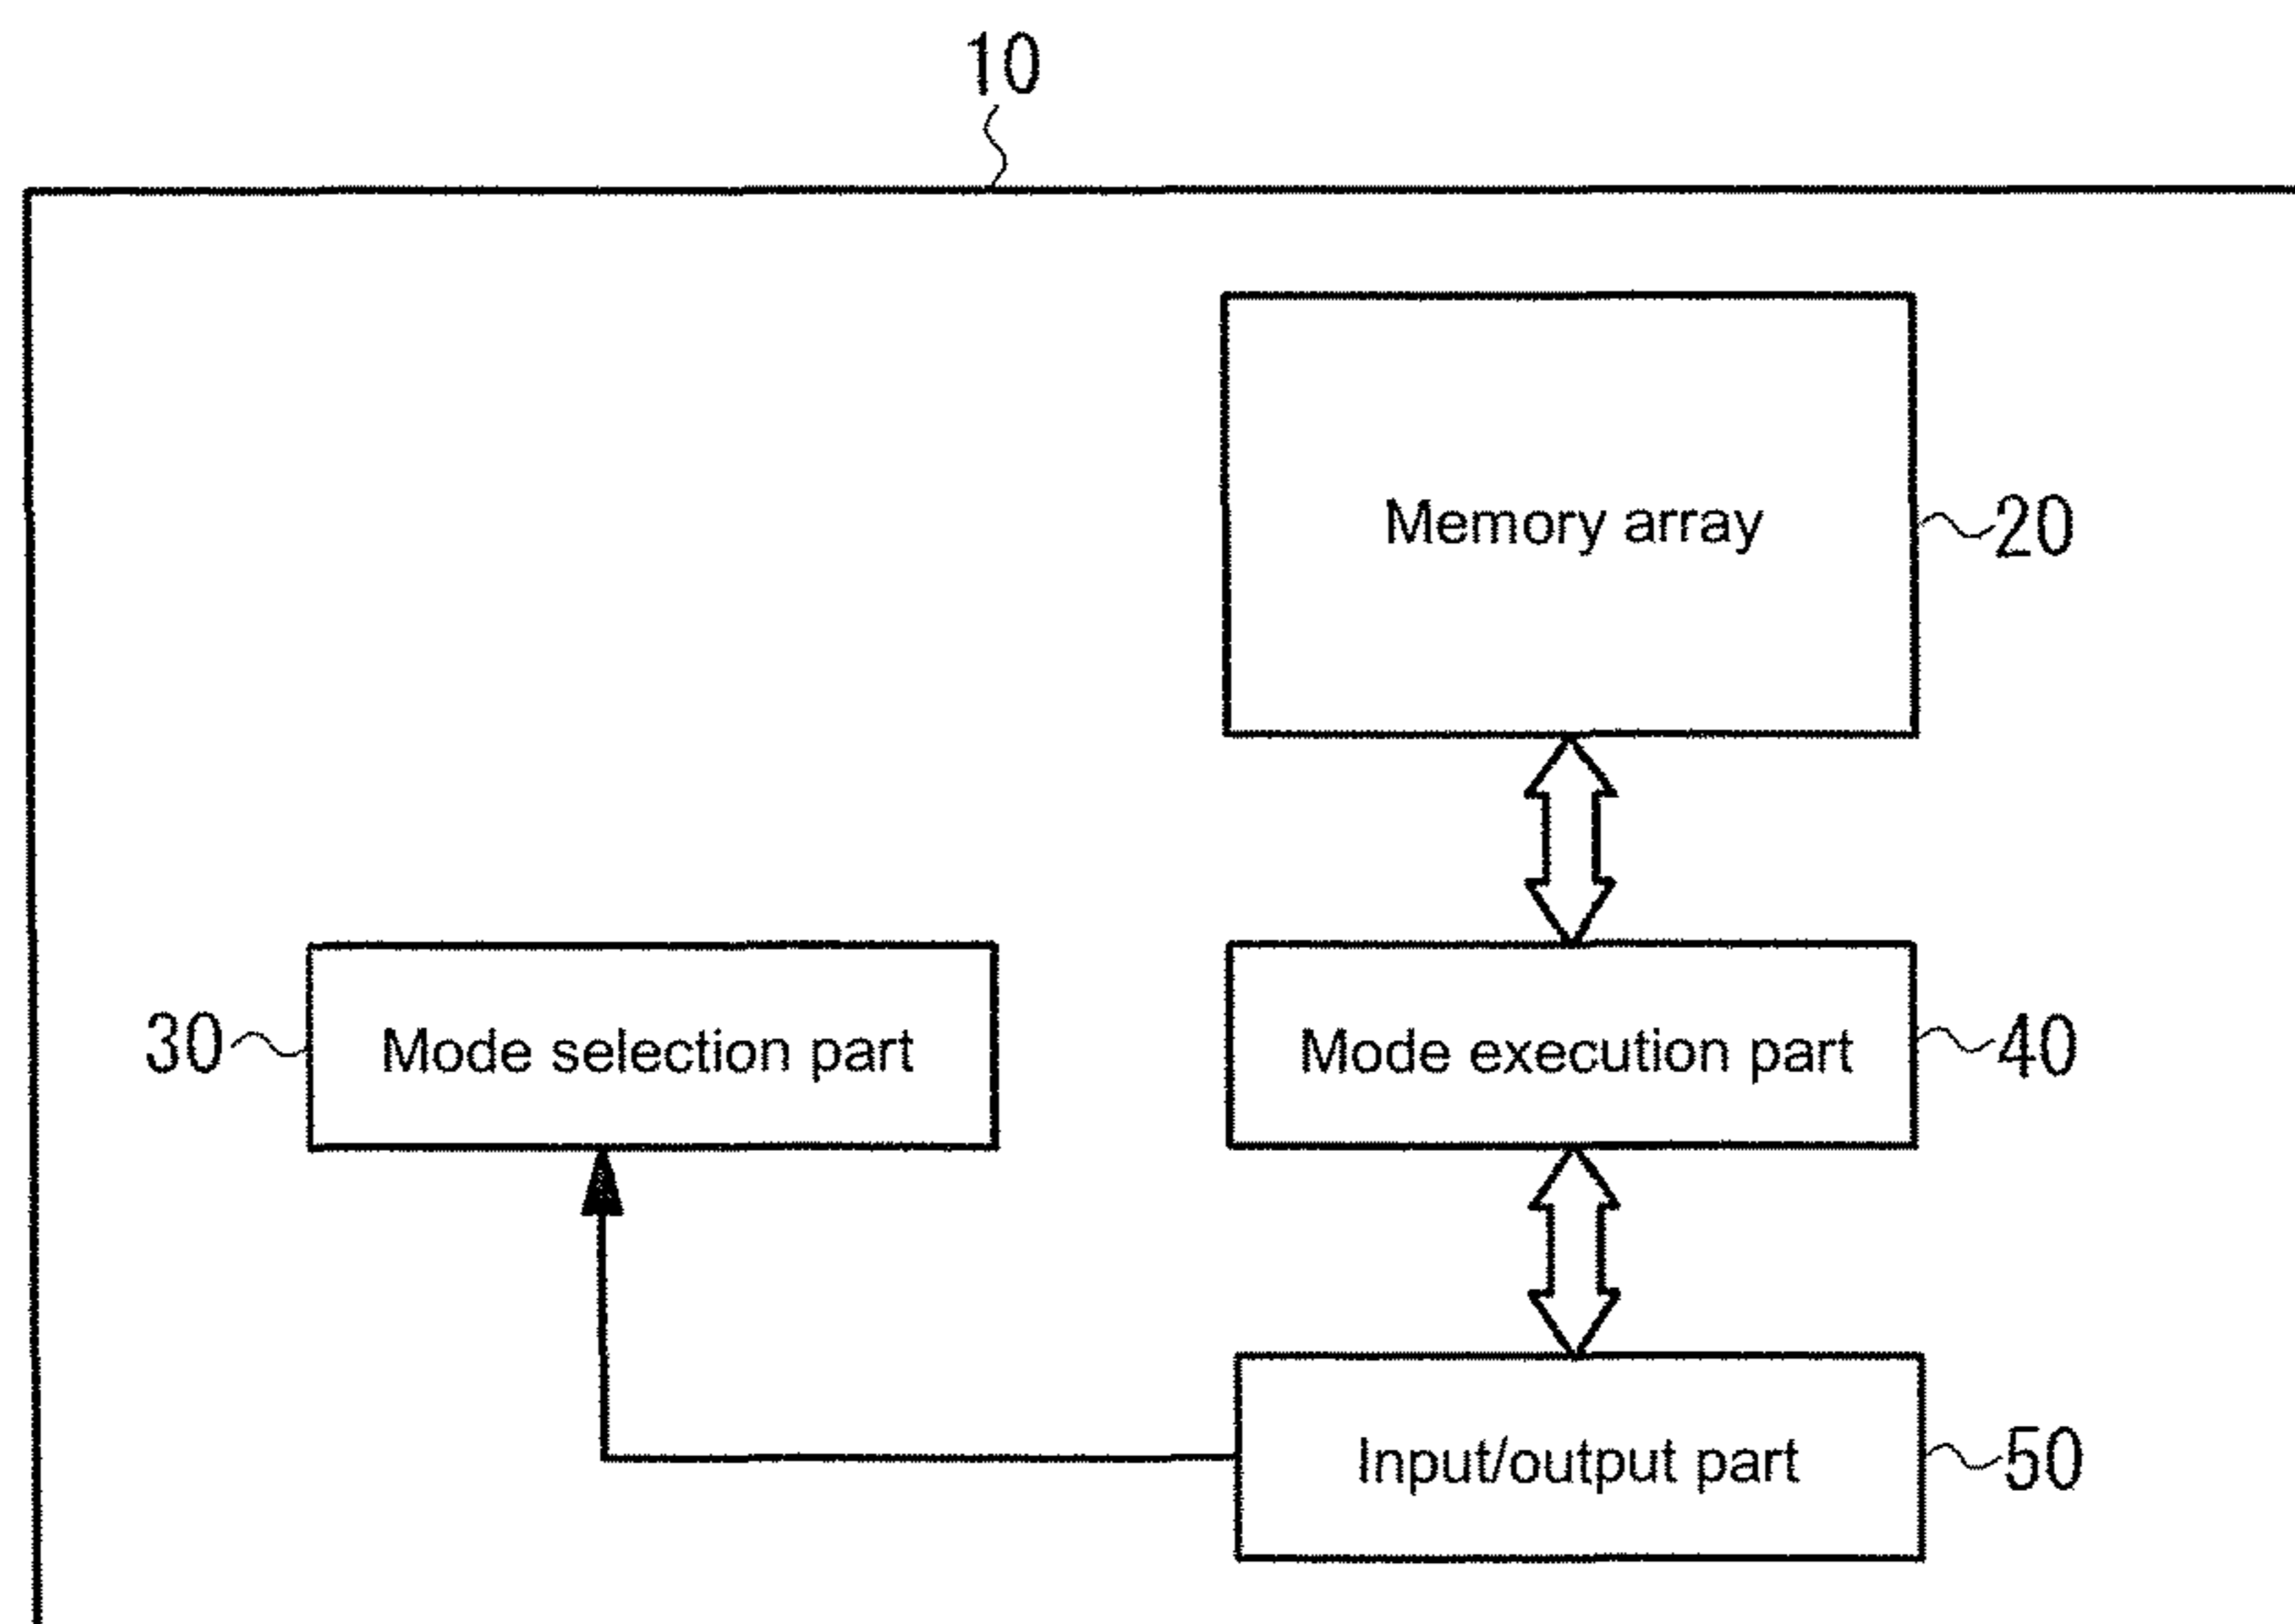 10
Memory array
20
30
Mode selection part
Mode execution part
40
Input/output part
50